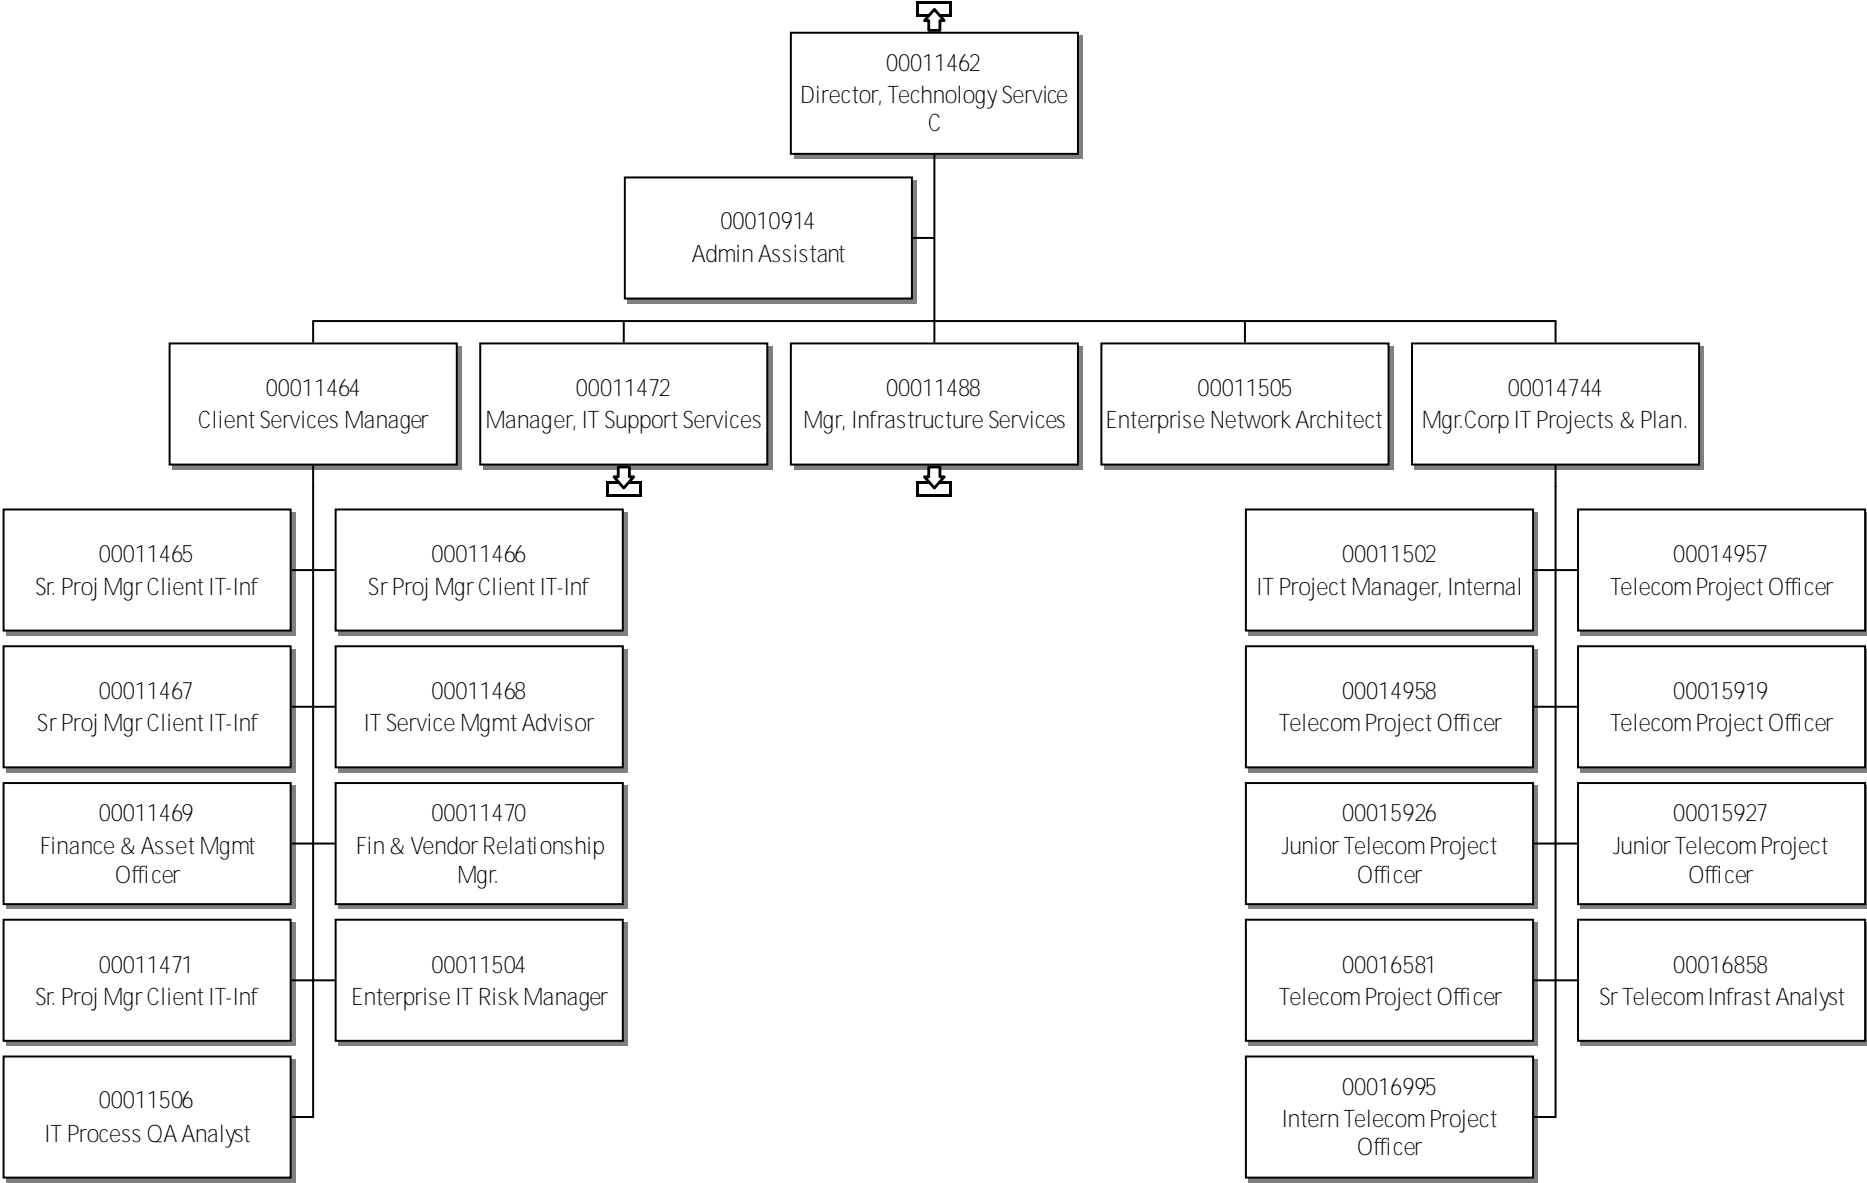 00011462
Director, Technology Service
C
00010914
Admin Assistant
00011464
Client Services Manager
00011472
Manager, IT Support Services
00011488
Mgr, Infrastructure Services
00011505
Enterprise Network Architect
00014744
Mgr.Corp IT Projects & Plan.
00011465
Sr. Proj Mgr Client IT-Inf
00011466
Sr Proj Mgr Client IT-Inf
00011502
IT Project Manager, Internal
00014957
Telecom Project Officer
00011467
Sr Proj Mgr Client IT-Inf
00011468
IT Service Mgmt Advisor
00014958
Telecom Project Officer
00015919
Telecom Project Officer
00011469
Finance & Asset Mgmt
Officer
00011470
Fin & Vendor Relationship
Mgr.
00015926
Junior Telecom Project
Officer
00015927
Junior Telecom Project
Officer
00011471
Sr. Proj Mgr Client IT-Inf
00011504
Enterprise IT Risk Manager
00016581
Telecom Project Officer
00016858
Sr Telecom Infrast Analyst
00011506
IT Process QA Analyst
00016995
Intern Telecom Project
Officer